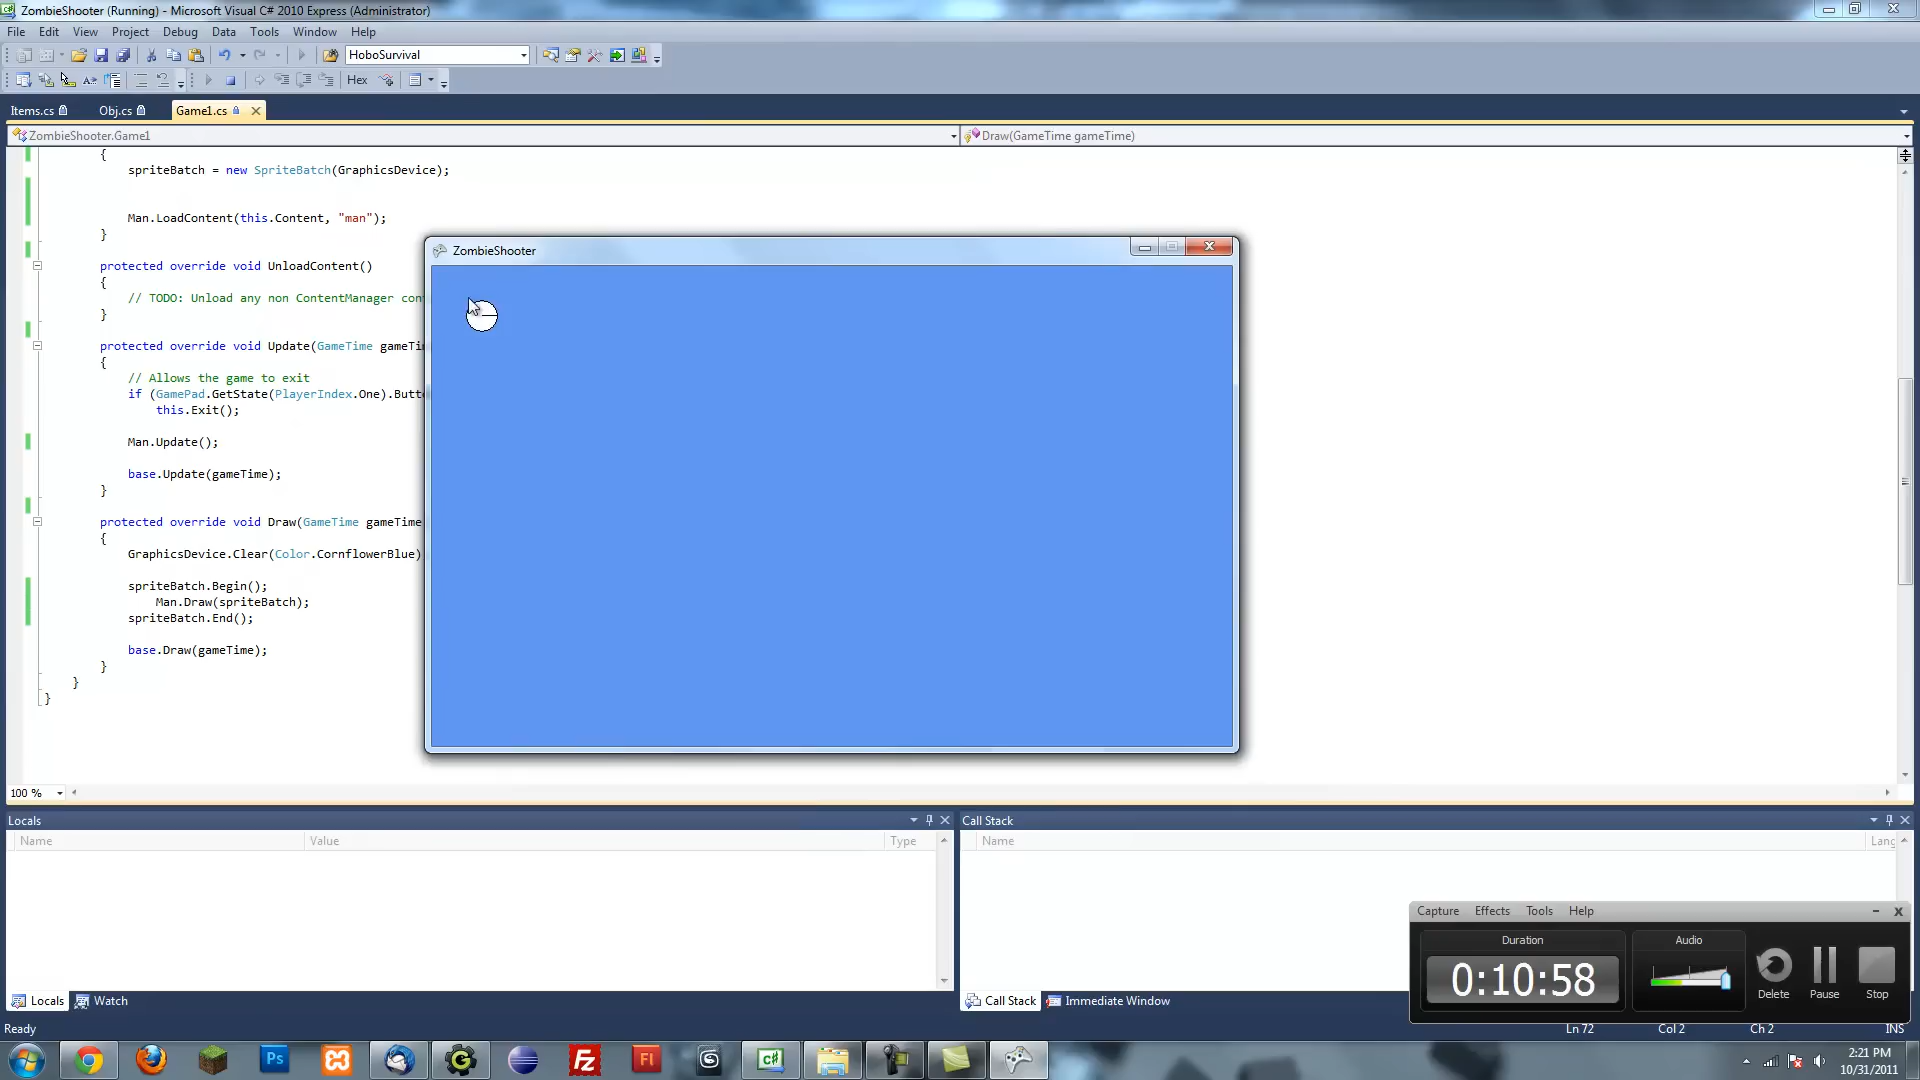 ZombieShooter (Running) - Microsoft Visual C# 2010 Express (Administrator)
File Edit View Project Debug Data Tools Window Help
HoboSurvival
Hex
Items.cs Obj.cs Game1.cs
ZombieShooter.Game1 Draw(GameTime gameTime)
{
spriteBatch = new SpriteBatch(GraphicsDevice);
Man.LoadContent(this.Content, "man");
}
ZombieShooter
protected override void UnloadContent()
{
// TODO: Unload any non ContentManager con
}
protected override void Update(GameTime gameTi
{
// Allows the game to exit
if (GamePad.GetState(PlayerIndex.One).Butt
this.Exit();
Man.Update();
base.Update(gameTime);
}
protected override void Draw(GameTime gameTime
{
GraphicsDevice.Clear(Color.CornflowerBlue)
spriteBatch.Begin();
Man.Draw(spriteBatch);
spriteBatch.End();
base.Draw(gameTime);
}
}
}
100 %
Locals Call Stack
Name Value Type Name Lang
Capture Effects Tools Help
Duration Audio
0:10:58
Delete Pause Stop
Locals Watch Call Stack Immediate Window
Ready Ln 72 Col 2 Ch 2 INS
Ps Fz Fl C#
2:21 PM
10/31/2011